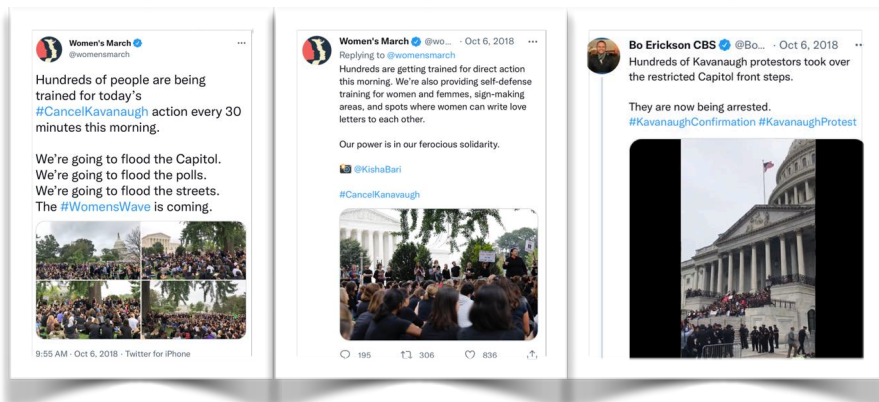 Women's March
@womensmarch
Hundreds of people are being
trained for today's
#CancelKavanaugh action every 30
minutes this morning.
We're going to flood the Capitol.
We're going to flood the polls.
We're going to flood the streets.
The #WomensWave is coming.
9:55 AM · Oct 6, 2018 · Twitter for iPhone
Women's March @wo... · Oct 6, 2018
Replying to @womensmarch
Hundreds are getting trained for direct action
this morning. We're also providing self-defense
training for women and femmes, sign-making
areas, and spots where women can write love
letters to each other.
Our power is in our ferocious solidarity.
📸 @KishaBari
#CancelKanavaugh
195 306 836
Bo Erickson CBS @Bo... · Oct 6, 2018
Hundreds of Kavanaugh protestors took over
the restricted Capitol front steps.
They are now being arrested.
#KavanaughConfirmation #KavanaughProtest